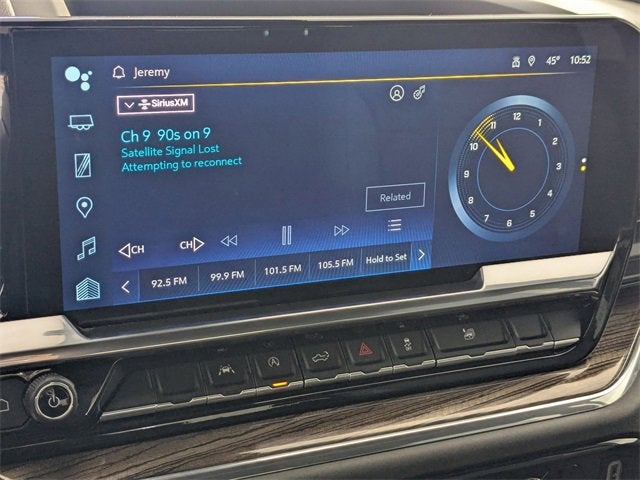 Jeremy
45° 10:52
SiriusXM
Ch 9 90s on 9
Satellite Signal Lost
Attempting to reconnect
Related
CH CH
92.5 FM 99.9 FM 101.5 FM 105.5 FM Hold to Set
12
1
2
3
4
5
6
7
8
9
10
11